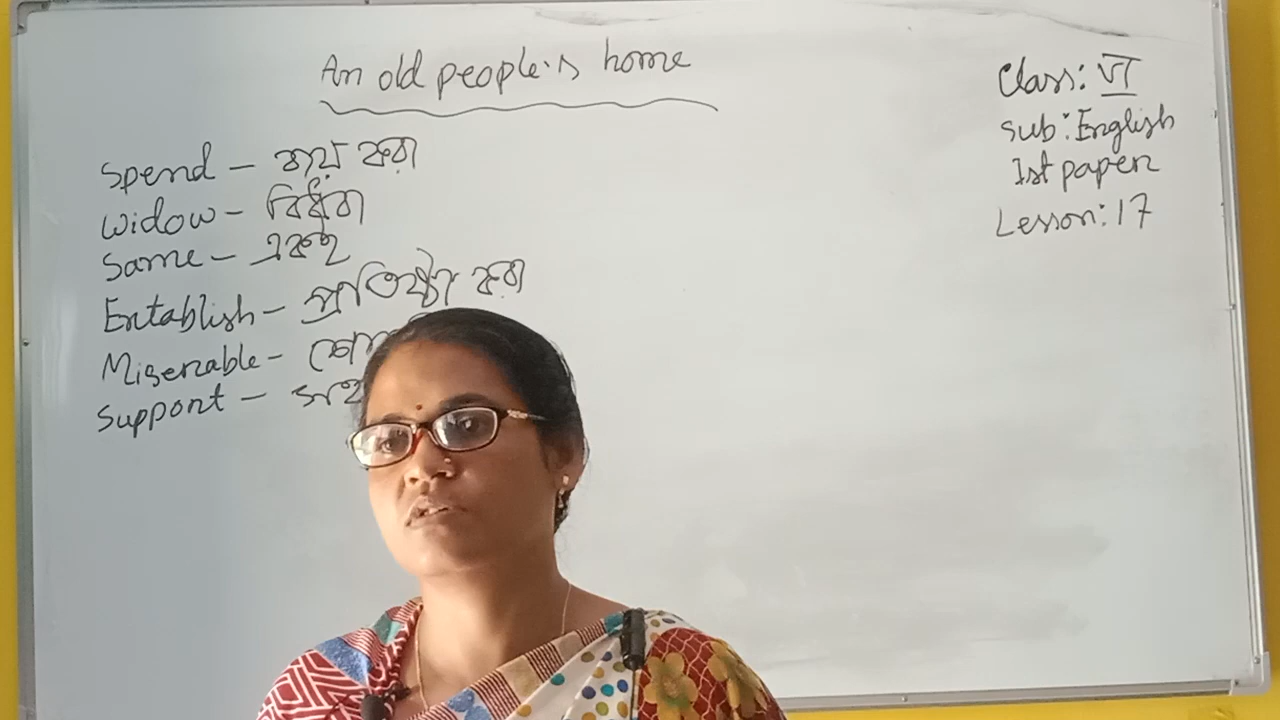 An old people's home
Class: VI
Sub: English
1st paper
Lesson: 17
Spend - ব্যয় করা
Widow - বিধবা
Same - একই
Establish - প্রতিষ্ঠা করা
Miserable -
Support -